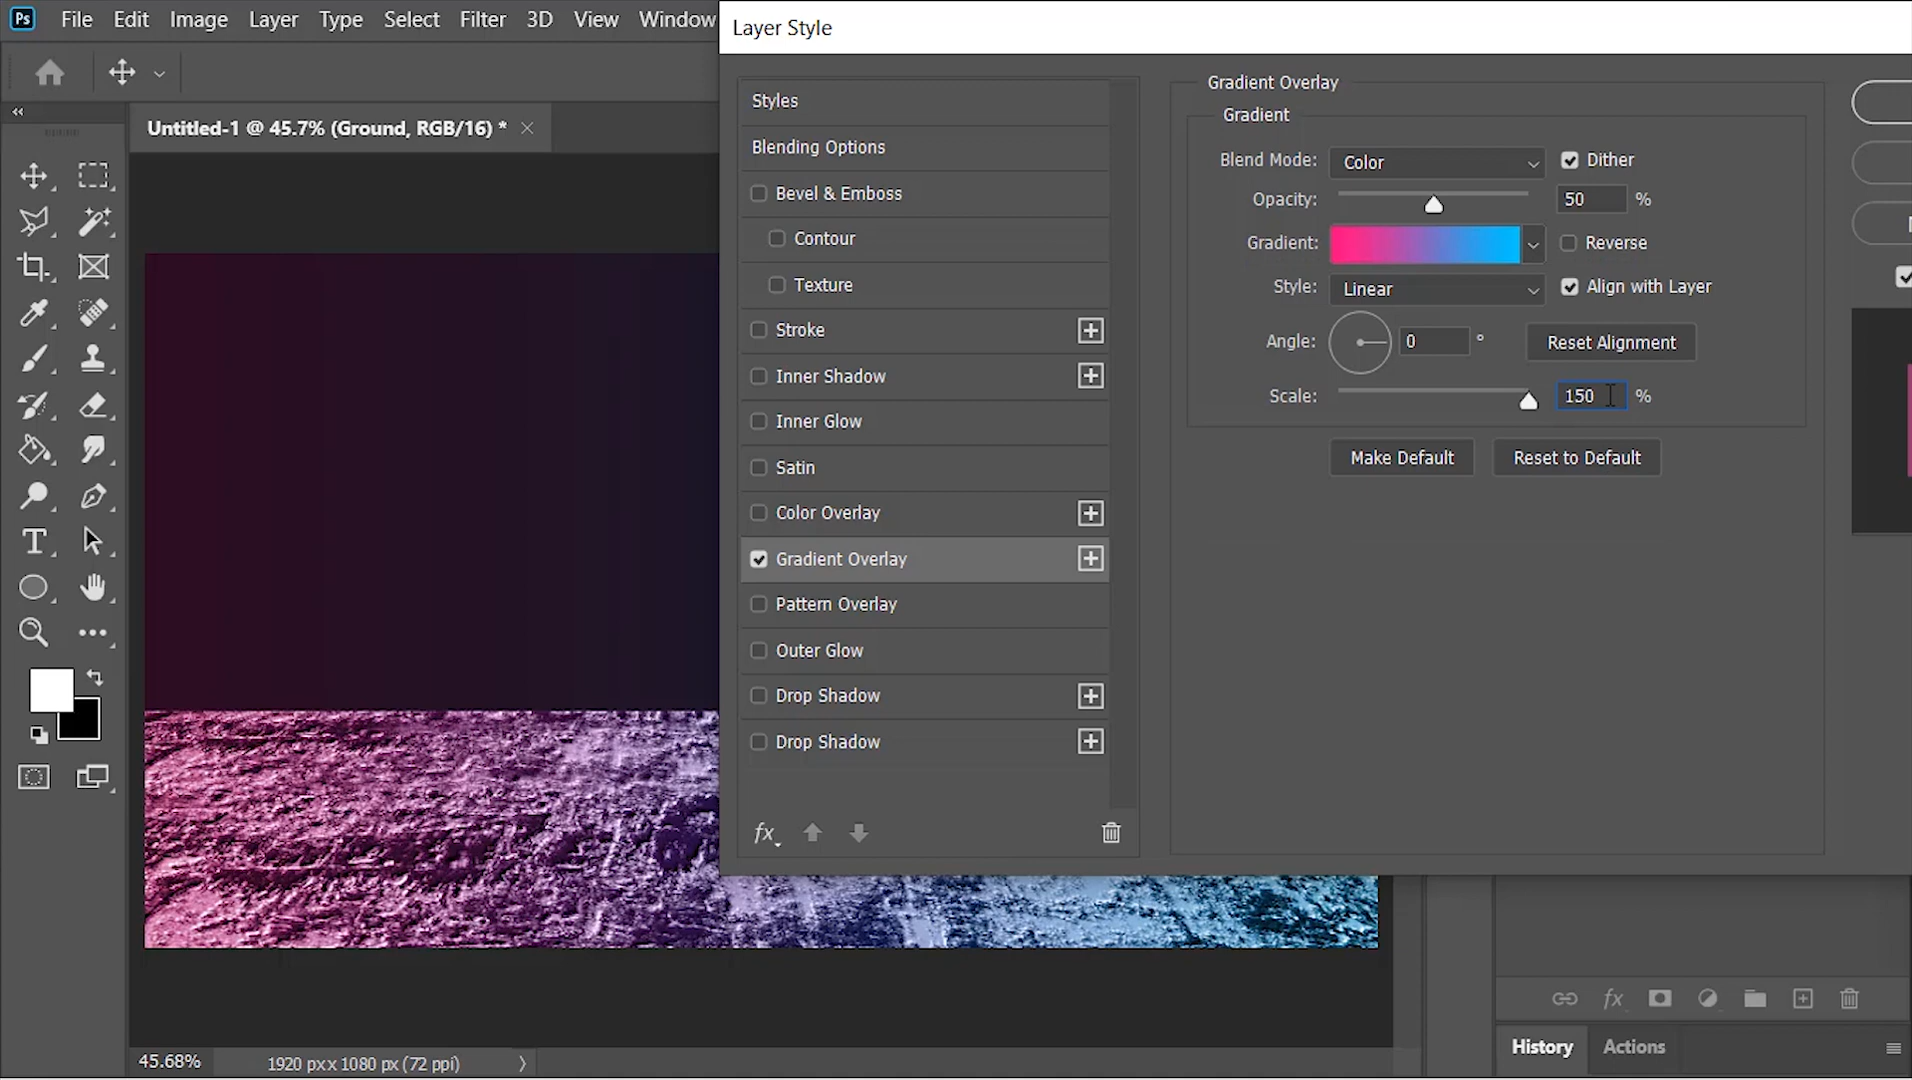 Ps File Edit Image Layer Type Select Filter 3D View Window
Layer Style
Untitled-1 @ 45.7% (Ground, RGB/16) *
Styles
Blending Options
Bevel & Emboss
Contour
Texture
Stroke
Inner Shadow
Inner Glow
Satin
Color Overlay
Gradient Overlay
Pattern Overlay
Outer Glow
Drop Shadow
Drop Shadow
fx
Gradient Overlay
Gradient
Blend Mode: Color Dither
Opacity: 50 %
Gradient: Reverse
Style: Linear Align with Layer
Angle: 0 ° Reset Alignment
Scale: 150 %
Make Default Reset to Default
fx
History Actions
45.68% 1920 px x 1080 px (72 ppi)